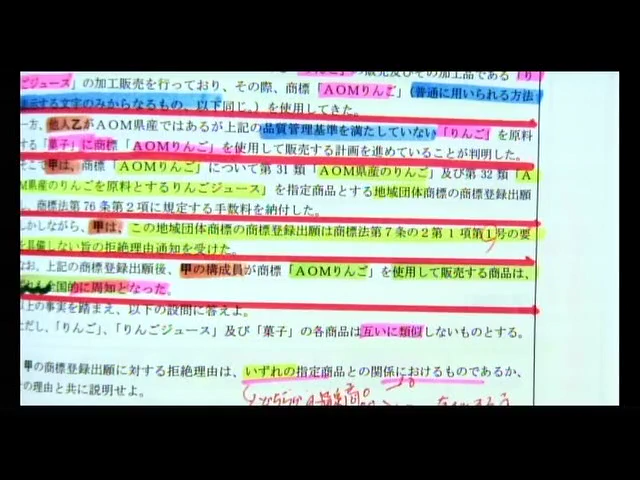 の販売及びその加工品である「り
ごジュース」の加工販売を行っており、その際、商標「ＡＯＭりんご」（普通に用いられる方法
表示する文字のみからなるもの、以下同じ。）を使用してきた。
一方、他人乙がＡＯＭ県産ではあるが上記の品質管理基準を満たしていない「りんご」を原料
する「菓子」に商標「ＡＯＭりんご」を使用して販売する計画を進めていることが判明した。
そこで甲は、商標「ＡＯＭりんご」について第31類「ＡＯＭ県産のりんご」及び第32類「Ａ
ＯＭ県産のりんごを原料とするりんごジュース」を指定商品とする地域団体商標の商標登録出願
し、商標法第76条第２項に規定する手数料を納付した。
しかしながら、甲は、この地域団体商標の商標登録出願は商標法第７条の２第１項第１号の要
を具備しない旨の拒絶理由通知を受けた。
なお、上記の商標登録出願後、甲の構成員が商標「ＡＯＭりんご」を使用して販売する商品は、
全国的に周知となった。
以上の事実を踏まえ、以下の設問に答えよ。
ただし、「りんご」、「りんごジュース」及び「菓子」の各商品は互いに類似しないものとする。
甲の商標登録出願に対する拒絶理由は、いずれの指定商品との関係におけるものであるか、
の理由と共に説明せよ。